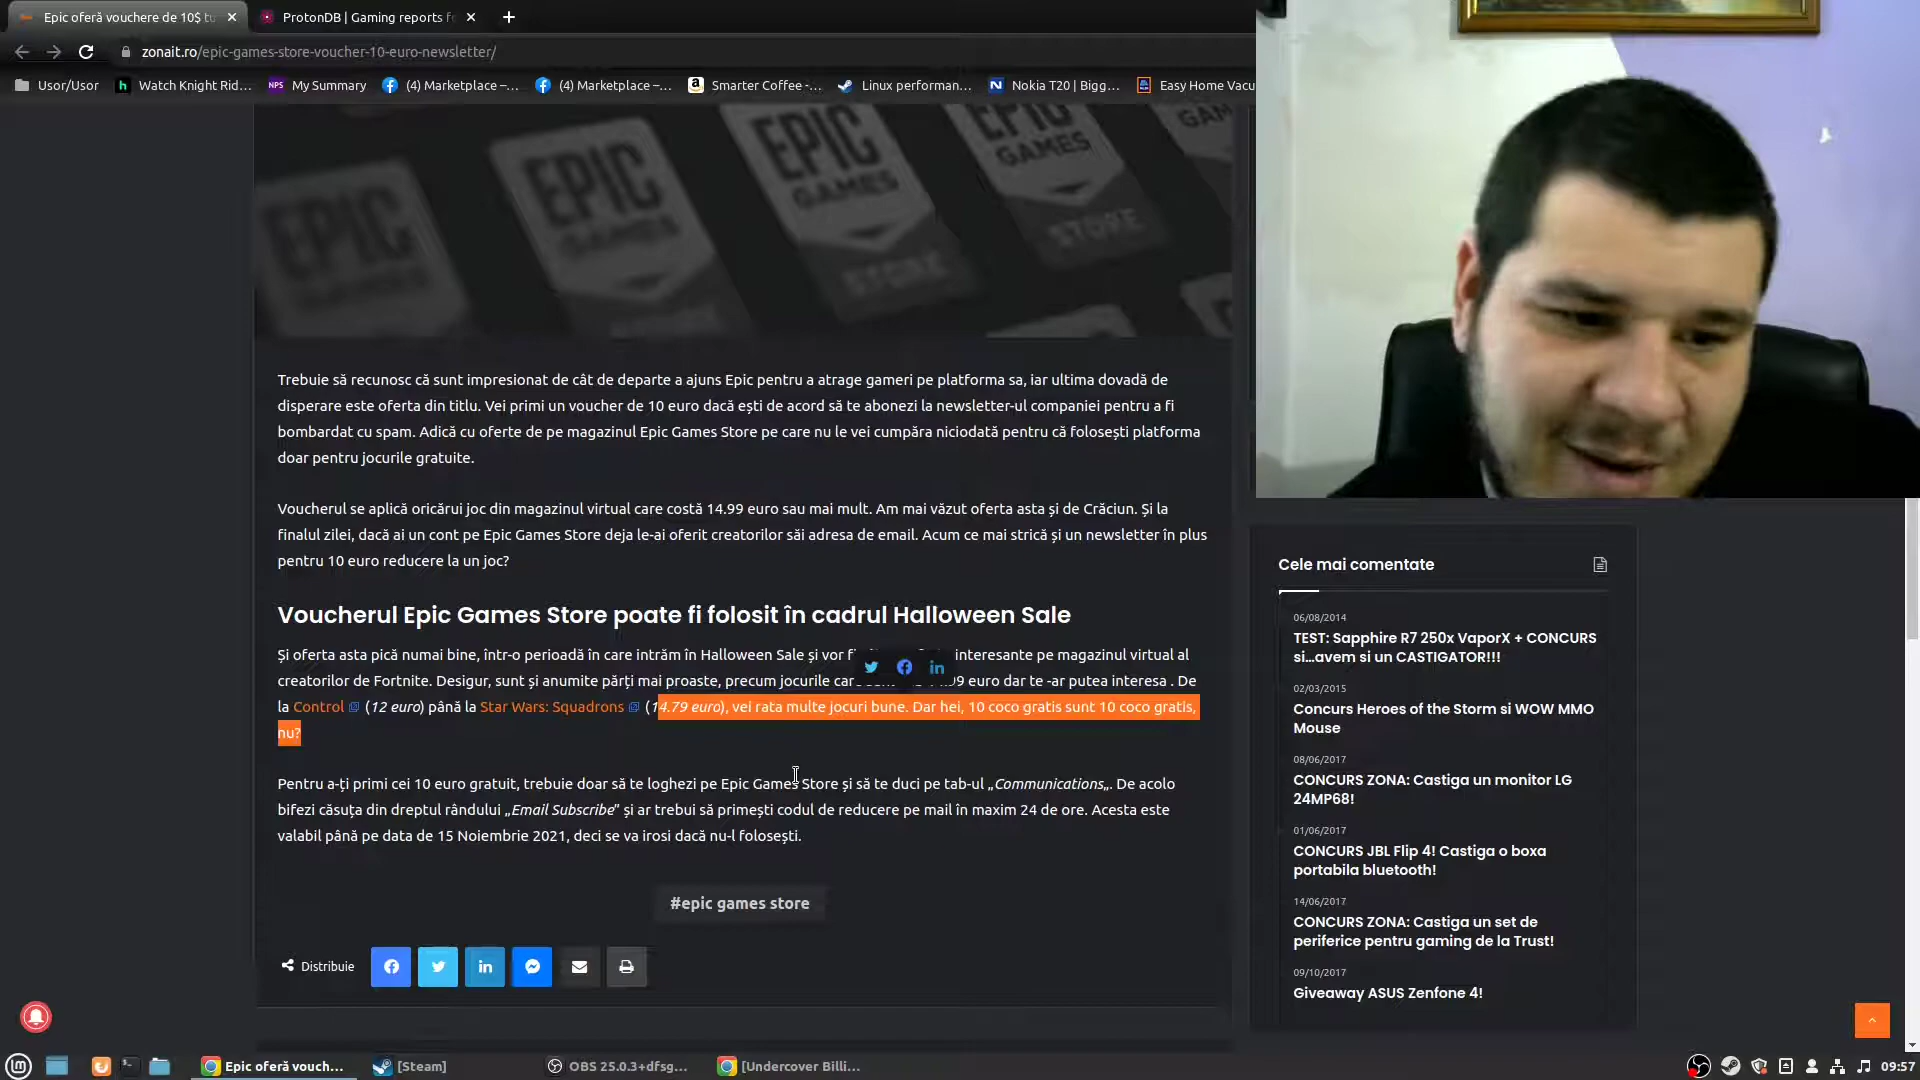 Epic oferă vouchere de 10$ tu
ProtonDB | Gaming reports fo
zonait.ro/epic-games-store-voucher-10-euro-newsletter/
Usor/Usor
Watch Knight Rid...
NPS My Summary
(4) Marketplace –...
(4) Marketplace –...
Smarter Coffee -...
Linux performan...
Nokia T20 | Bigg...
Easy Home Vacu
EPIC GAMES
EPIC GAMES
EPIC GAMES STORE
GAMES STORE
Trebuie să recunosc că sunt impresionat de cât de departe a ajuns Epic pentru a atrage gameri pe platforma sa, iar ultima dovadă de
disperare este oferta din titlu. Vei primi un voucher de 10 euro dacă ești de acord să te abonezi la newsletter-ul companiei pentru a fi
bombardat cu spam. Adică cu oferte de pe magazinul Epic Games Store pe care nu le vei cumpăra niciodată pentru că folosești platforma
doar pentru jocurile gratuite.
Voucherul se aplică oricărui joc din magazinul virtual care costă 14.99 euro sau mai mult. Am mai văzut oferta asta și de Crăciun. Și la
finalul zilei, dacă ai un cont pe Epic Games Store deja le-ai oferit creatorilor săi adresa de email. Acum ce mai strică și un newsletter în plus
pentru 10 euro reducere la un joc?
Voucherul Epic Games Store poate fi folosit în cadrul Halloween Sale
Și oferta asta pică numai bine, într-o perioadă în care intrăm în Halloween Sale și vor fi interesante pe magazinul virtual al
creatorilor de Fortnite. Desigur, sunt și anumite părți mai proaste, precum jocurile care 99 euro dar te -ar putea interesa . De
la Control (12 euro) până la Star Wars: Squadrons (14.79 euro), vei rata multe jocuri bune. Dar hei, 10 coco gratis sunt 10 coco gratis,
nu?
Pentru a-ți primi cei 10 euro gratuit, trebuie doar să te loghezi pe Epic Games Store și să te duci pe tab-ul „Communications„. De acolo
bifezi căsuța din dreptul rândului „Email Subscribe” și ar trebui să primești codul de reducere pe mail în maxim 24 de ore. Acesta este
valabil până pe data de 15 Noiembrie 2021, deci se va irosi dacă nu-l folosești.
#epic games store
Distribuie
Cele mai comentate
06/08/2014
TEST: Sapphire R7 250x VaporX + CONCURS
si...avem si un CASTIGATOR!!!
02/03/2015
Concurs Heroes of the Storm si WOW MMO
Mouse
08/06/2017
CONCURS ZONA: Castiga un monitor LG
24MP68!
01/06/2017
CONCURS JBL Flip 4! Castiga o boxa
portabila bluetooth!
14/06/2017
CONCURS ZONA: Castiga un set de
periferice pentru gaming de la Trust!
09/10/2017
Giveaway ASUS Zenfone 4!
Epic oferă vouch...
[Steam]
OBS 25.0.3+dfsg...
[Undercover Billi...
09:57